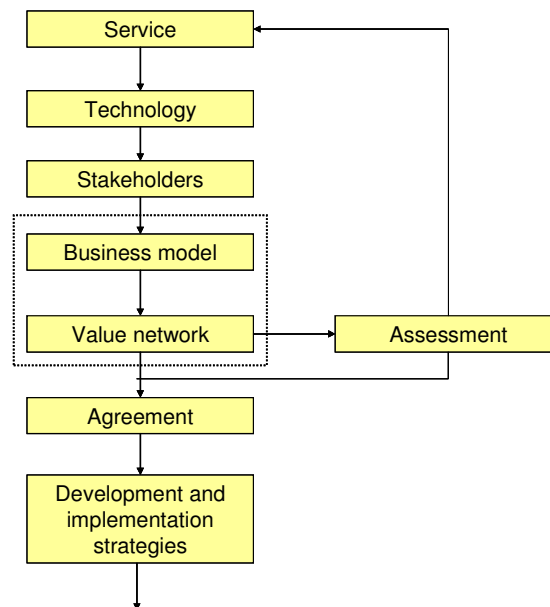 Service
Technology
Stakeholders
Business model
Value network
Assessment
Agreement
Development and
implementation
strategies